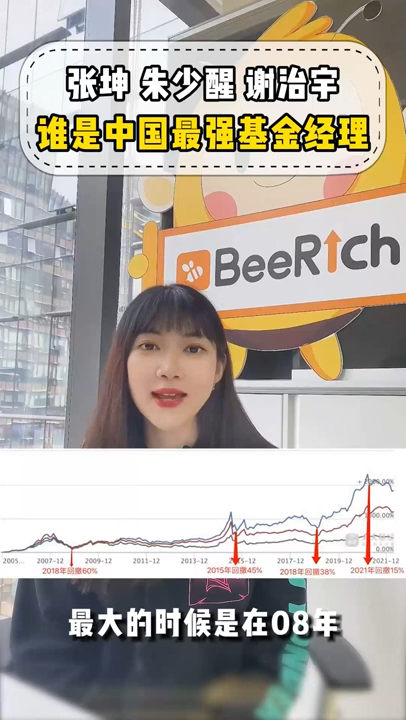 张坤 朱少醒 谢治宇
谁是中国最强基金经理
BeeRich
2005...
2007-12
2009-12
2011-12
2013-12
2015-12
2017-12
2019-12
2021-12
0.00%
2018年回撤60%
2015年回撤45%
2018年回撤38%
2021年回撤15%
最大的时候是在08年